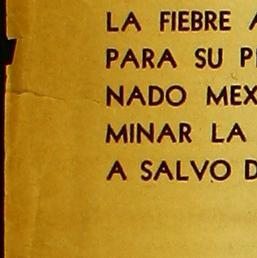 LA FIEBRE A
PARA SU P
NADO MEX
MINAR LA
A SALVO D